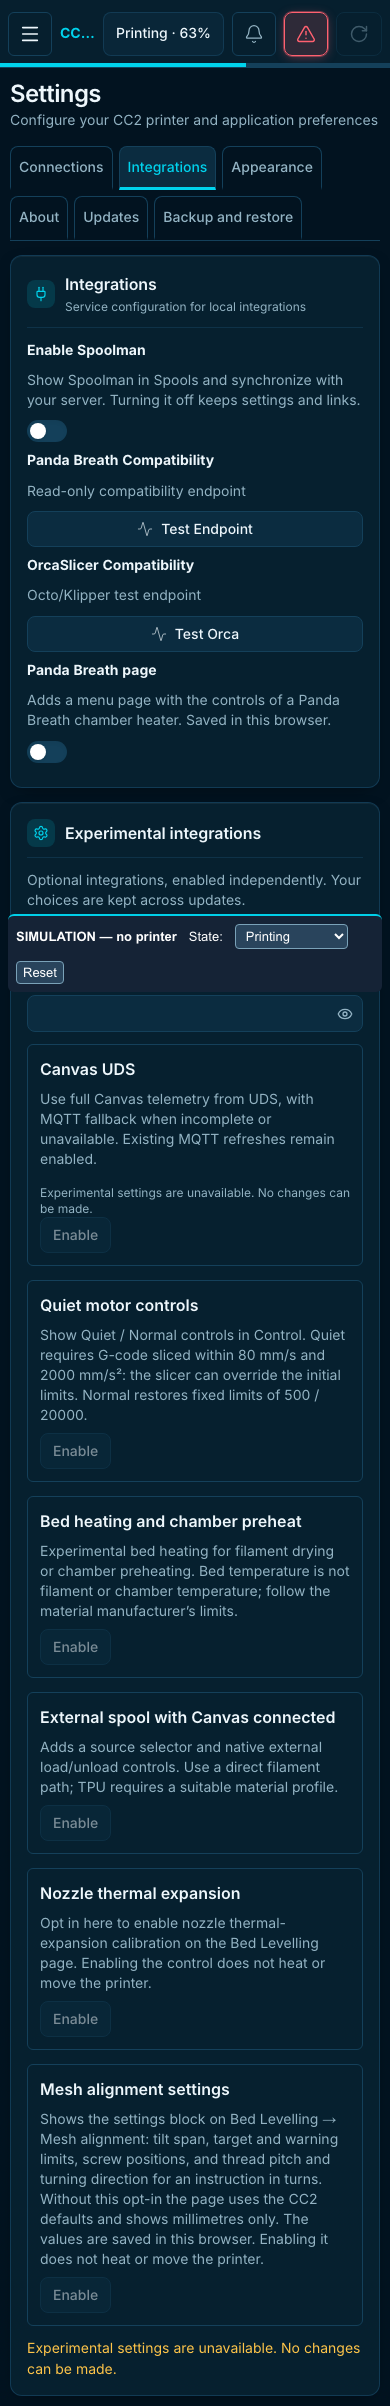 CC...
Printing · 63%
Settings
Configure your CC2 printer and application preferences
Connections
Integrations
Appearance
About
Updates
Backup and restore
Integrations
Service configuration for local integrations
Enable Spoolman
Show Spoolman in Spools and synchronize with
your server. Turning it off keeps settings and links.
Panda Breath Compatibility
Read-only compatibility endpoint
Test Endpoint
OrcaSlicer Compatibility
Octo/Klipper test endpoint
Test Orca
Panda Breath page
Adds a menu page with the controls of a Panda
Breath chamber heater. Saved in this browser.
Experimental integrations
Optional integrations, enabled independently. Your
choices are kept across updates.
SIMULATION — no printer State: Printing
Reset
Canvas UDS
Use full Canvas telemetry from UDS, with
MQTT fallback when incomplete or
unavailable. Existing MQTT refreshes remain
enabled.
Experimental settings are unavailable. No changes can
be made.
Enable
Quiet motor controls
Show Quiet / Normal controls in Control. Quiet
requires G-code sliced within 80 mm/s and
2000 mm/s²: the slicer can override the initial
limits. Normal restores fixed limits of 500 /
20000.
Enable
Bed heating and chamber preheat
Experimental bed heating for filament drying
or chamber preheating. Bed temperature is not
filament or chamber temperature; follow the
material manufacturer’s limits.
Enable
External spool with Canvas connected
Adds a source selector and native external
load/unload controls. Use a direct filament
path; TPU requires a suitable material profile.
Enable
Nozzle thermal expansion
Opt in here to enable nozzle thermal-
expansion calibration on the Bed Levelling
page. Enabling the control does not heat or
move the printer.
Enable
Mesh alignment settings
Shows the settings block on Bed Levelling →
Mesh alignment: tilt span, target and warning
limits, screw positions, and thread pitch and
turning direction for an instruction in turns.
Without this opt-in the page uses the CC2
defaults and shows millimetres only. The
values are saved in this browser. Enabling it
does not heat or move the printer.
Enable
Experimental settings are unavailable. No changes
can be made.